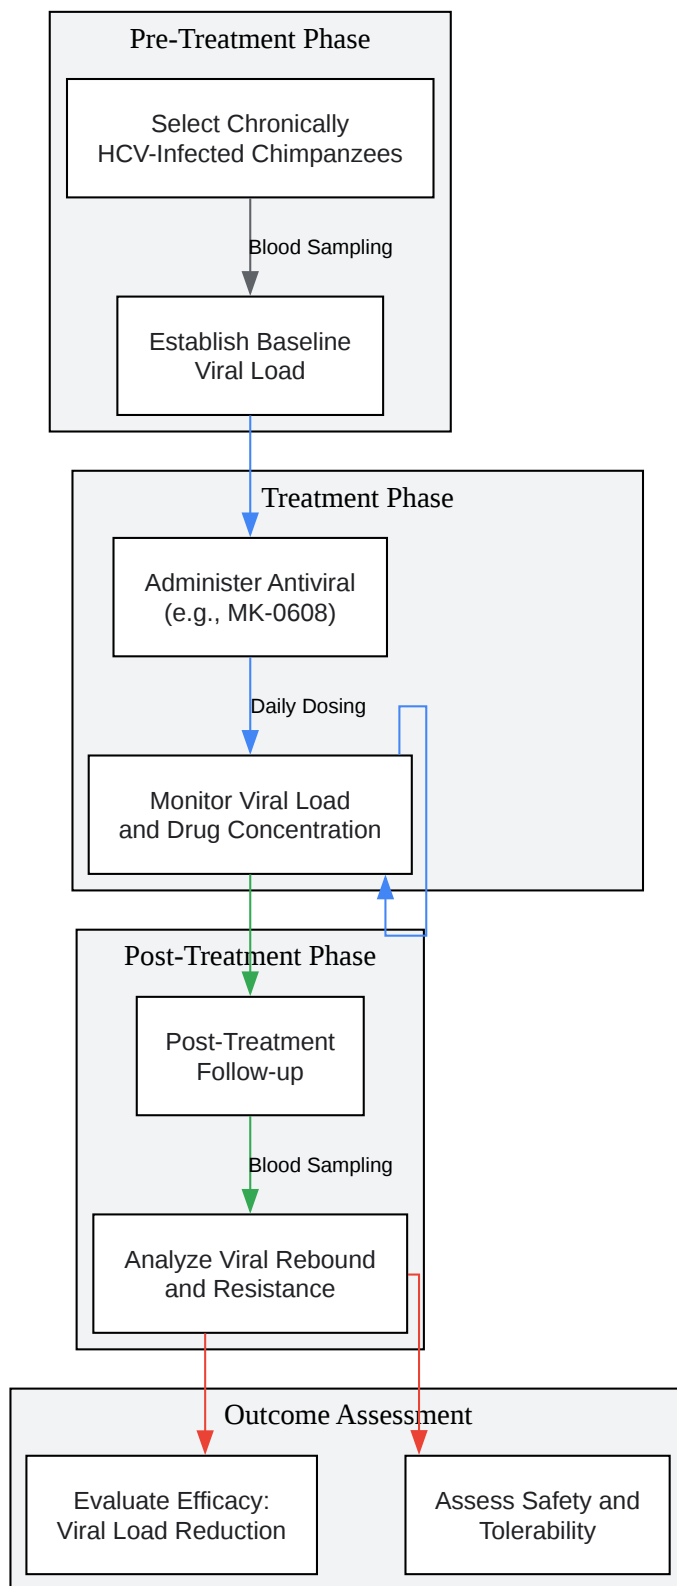 Pre-Treatment Phase
Select Chronically
HCV-Infected Chimpanzees
Blood Sampling
Establish Baseline
Viral Load
Treatment Phase
Administer Antiviral
(e.g., MK-0608)
Daily Dosing
Monitor Viral Load
and Drug Concentration
Post-Treatment Phase
Post-Treatment
Follow-up
Blood Sampling
Analyze Viral Rebound
and Resistance
Outcome Assessment
Evaluate Efficacy:
Viral Load Reduction
Assess Safety and
Tolerability